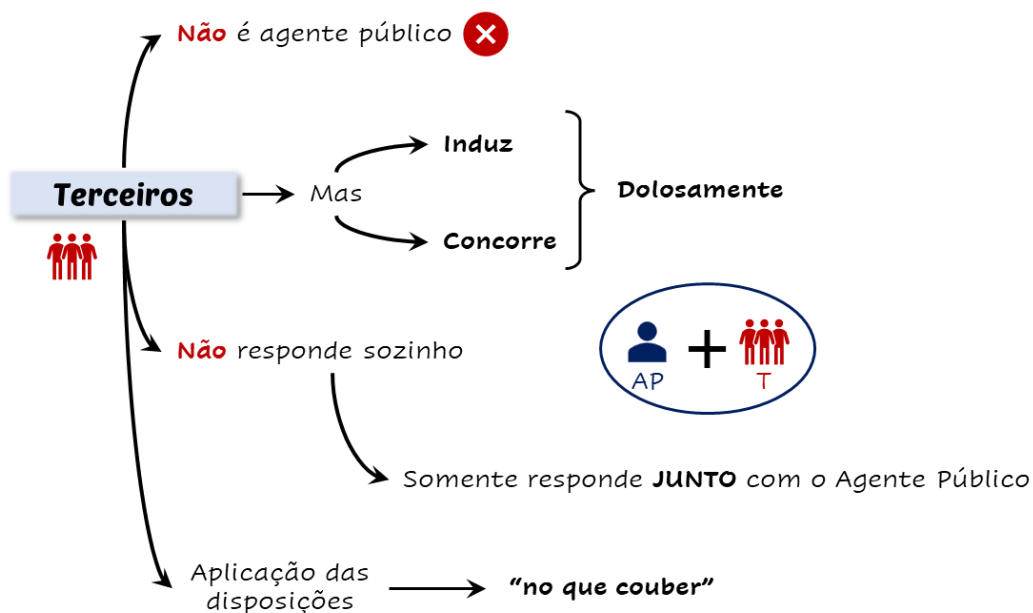 Não é agente público
Induz
Terceiros
Mas
Dolosamente
Concorre
Não responde sozinho
AP
T
Somente responde JUNTO com o Agente Público
Aplicação das
disposições
“no que couber”